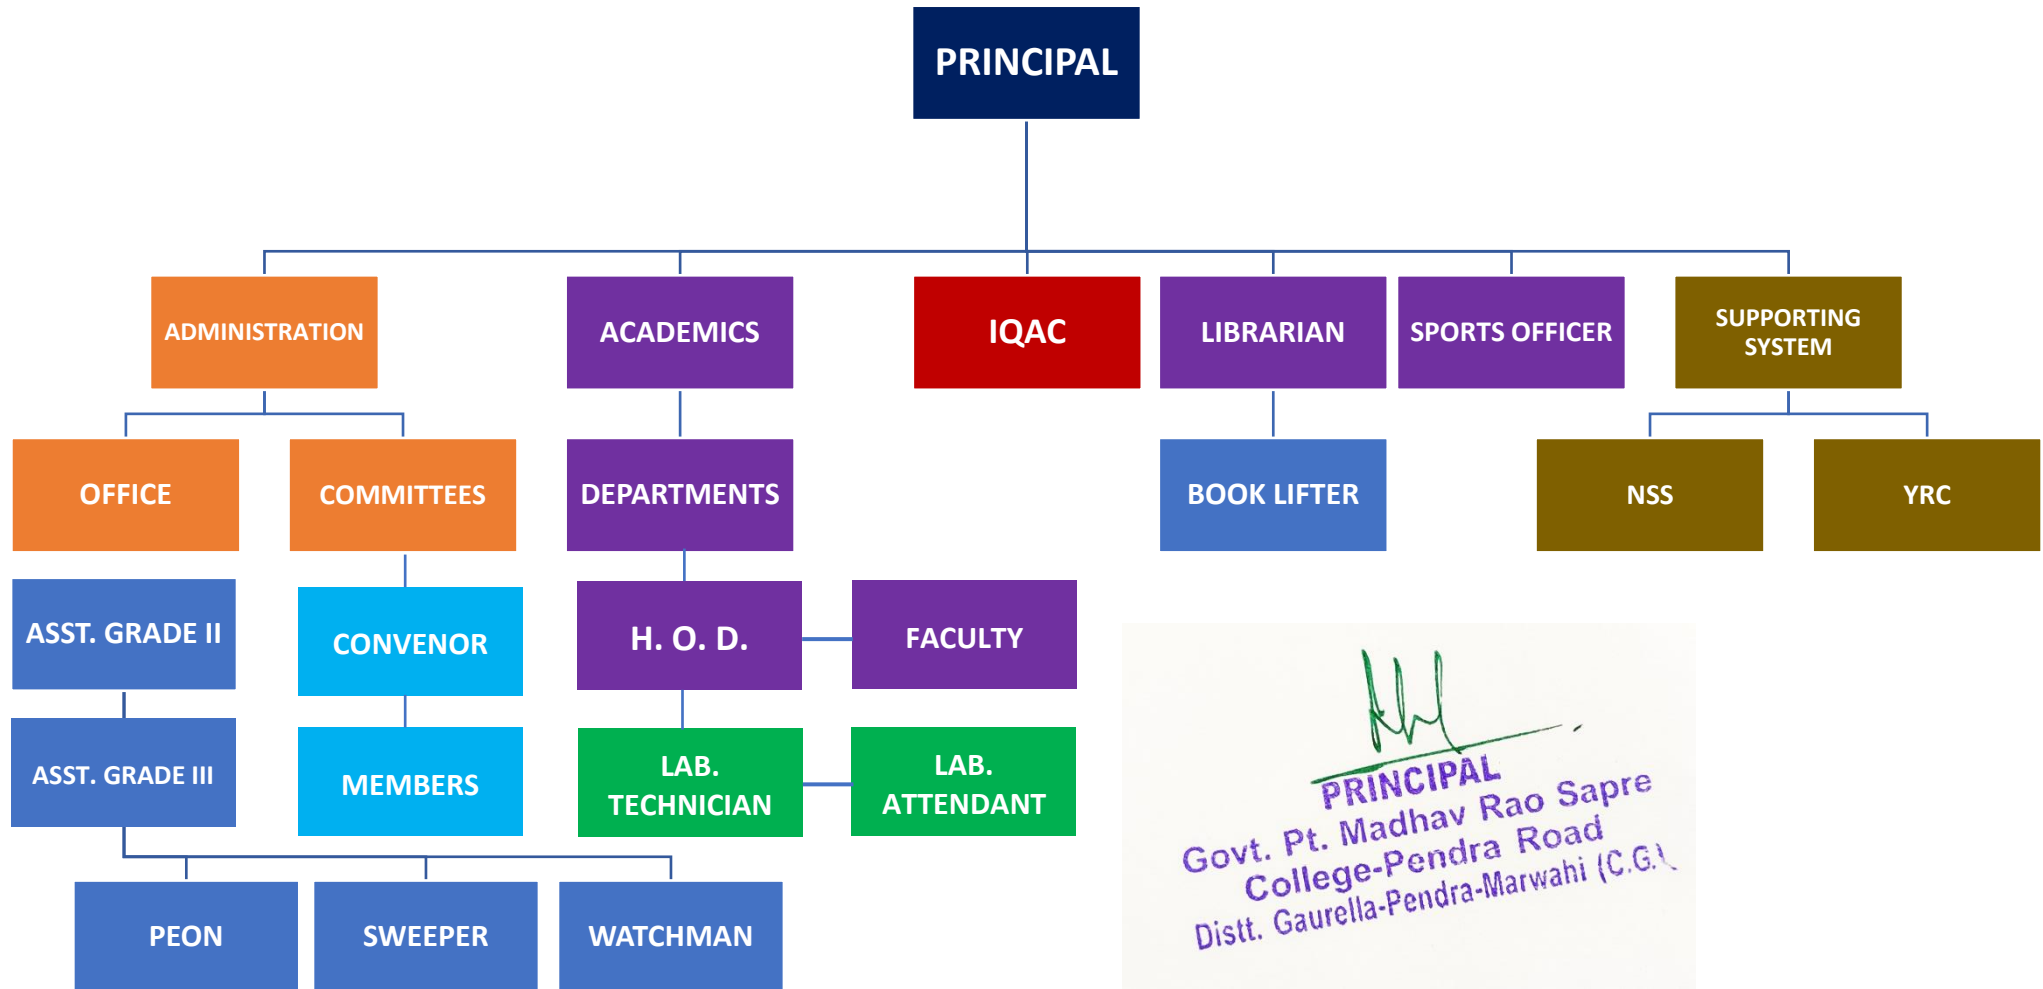 PRINCIPAL
ADMINISTRATION
ACADEMICS
IQAC
LIBRARIAN
SPORTS OFFICER
SUPPORTING
SYSTEM
OFFICE
COMMITTEES
DEPARTMENTS
BOOK LIFTER
NSS
YRC
ASST. GRADE II
CONVENOR
H. O. D.
FACULTY
ASST. GRADE III
MEMBERS
LAB.
TECHNICIAN
LAB.
ATTENDANT
PEON
SWEEPER
WATCHMAN
PRINCIPAL
Govt. Pt. Madhav Rao Sapre
College-Pendra Road
Distt. Gaurella-Pendra-Marwahi (C.G.)